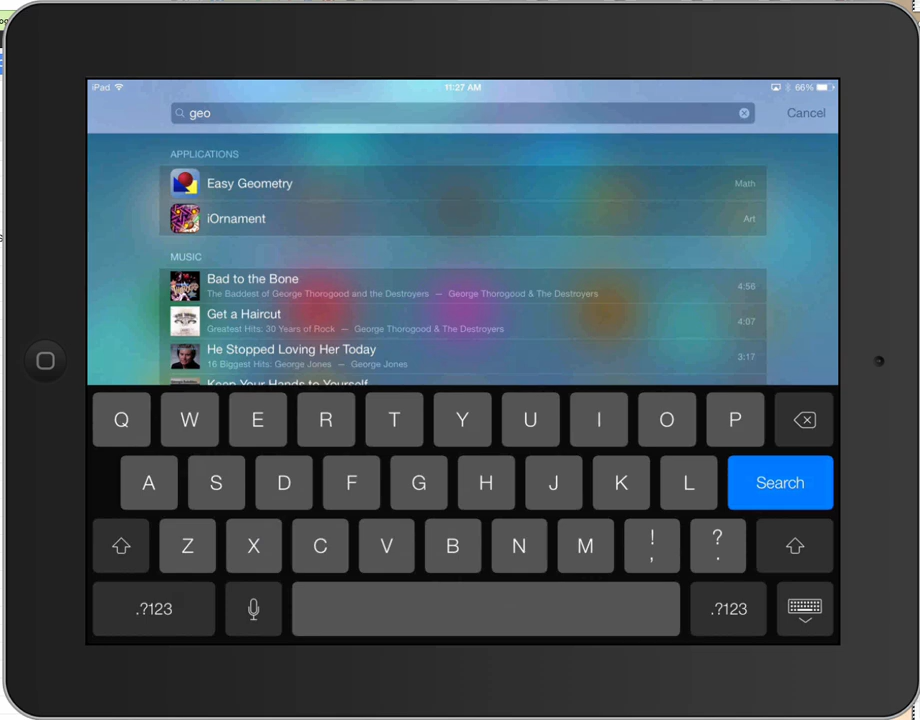 iPad 11:27 AM 66%
geo Cancel
APPLICATIONS
Easy Geometry Math
iOrnament Art
MUSIC
Bad to the Bone
The Baddest of George Thorogood and the Destroyers — George Thorogood & The Destroyers 4:56
Get a Haircut
Greatest Hits: 30 Years of Rock — George Thorogood & The Destroyers 4:07
He Stopped Loving Her Today
16 Biggest Hits: George Jones — George Jones 3:17
Keep Your Hands to Yourself
Q W E R T Y U I O P
A S D F G H J K L Search
Z X C V B N M ! , ? .
.?123 .?123